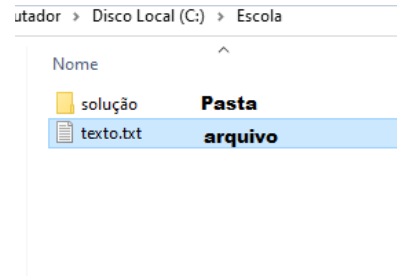 utador > Disco Local (C:) > Escola
Nome
solução Pasta
texto.txt arquivo